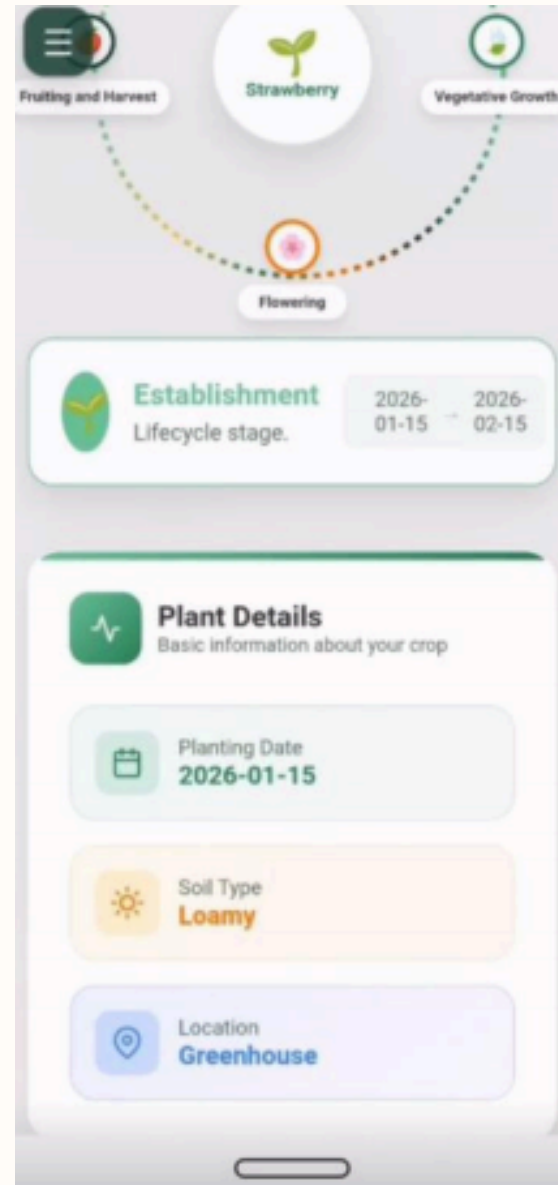 Strawberry
Fruiting and Harvest
Vegetative Growth
Flowering
Establishment
Lifecycle stage.
2026-
01-15
→
2026-
02-15
Plant Details
Basic information about your crop
Planting Date
2026-01-15
Soil Type
Loamy
Location
Greenhouse